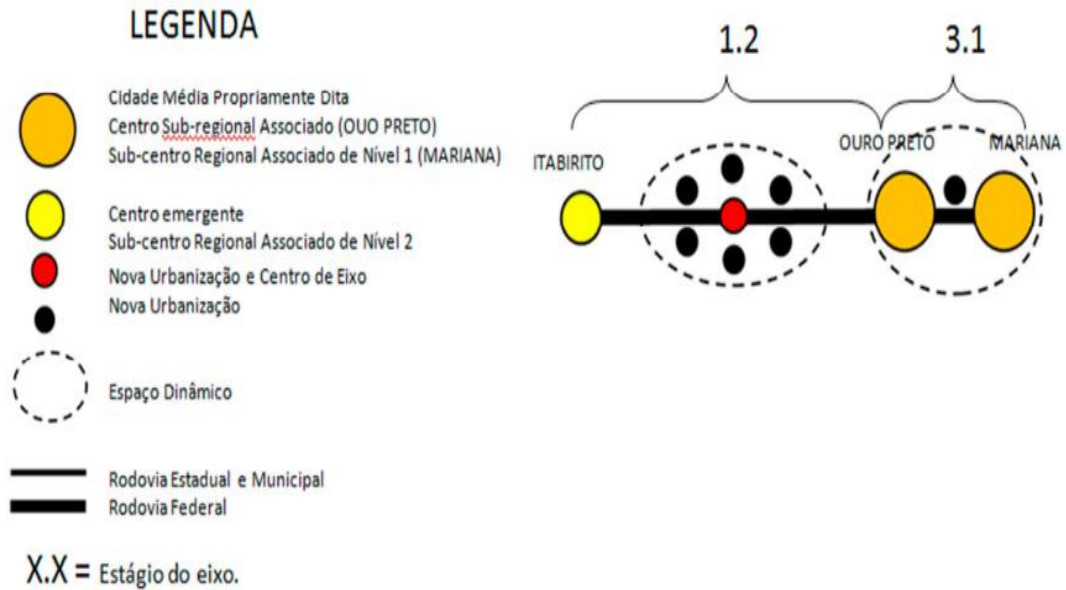 LEGENDA
Cidade Média Propriamente Dita
Centro Sub-regional Associado (OUO PRETO)
Sub-centro Regional Associado de Nível 1 (MARIANA)
Centro emergente
Sub-centro Regional Associado de Nível 2
Nova Urbanização e Centro de Eixo
Nova Urbanização
Espaço Dinâmico
Rodovia Estadual e Municipal
Rodovia Federal
X.X = Estágio do eixo.
1.2
3.1
ITABIRITO
OURO PRETO
MARIANA